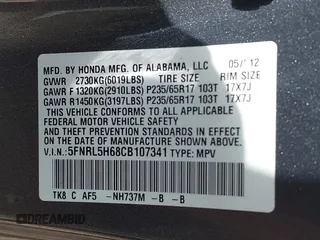 MFD. BY HONDA MFG. OF ALABAMA, LLC 05/12
GVWR 2730KG(6019LBS) TIRE SIZE RIM SIZE
GAWR F 1320KG(2910LBS) P235/65R17 103T 17X7J
GAWR R 1450KG(3197LBS) P235/65R17 103T 17X7J
THIS VEHICLE CONFORMS TO ALL APPLICABLE
FEDERAL MOTOR VEHICLE SAFETY AND
THEFT PREVENTION STANDARDS IN EFFECT
ON THE DATE OF MANUFACTURE SHOWN ABOVE.
V.I.N.: 5FNRL5H68CB107341 TYPE: MPV
TK8 C AF5 -NH737M -B -B
DREAMBID